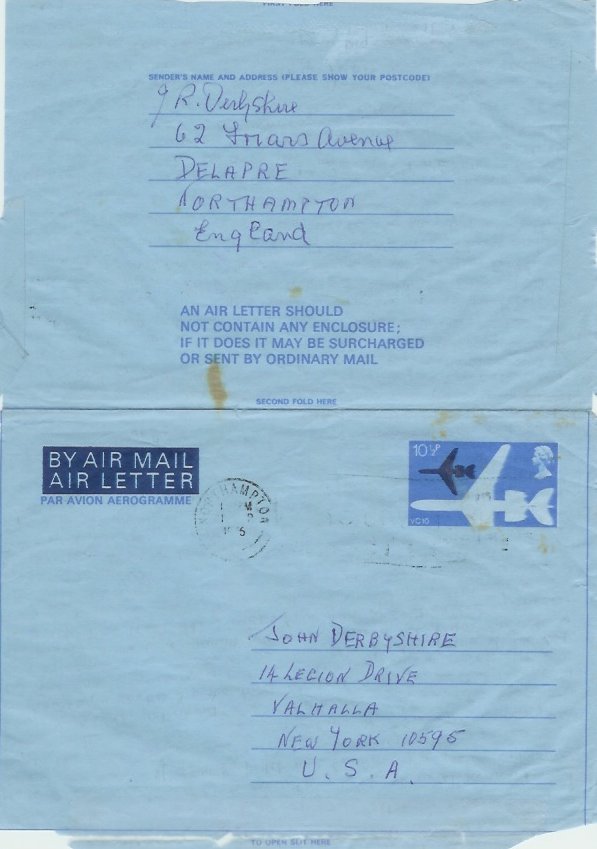 FIRST FOLD HERE
SENDER'S NAME AND ADDRESS (PLEASE SHOW YOUR POSTCODE)
J R. Derbyshire
62 Friars Avenue
DELAPRE
NORTHAMPTON
England
AN AIR LETTER SHOULD
NOT CONTAIN ANY ENCLOSURE;
IF IT DOES IT MAY BE SURCHARGED
OR SENT BY ORDINARY MAIL
SECOND FOLD HERE
BY AIR MAIL
AIR LETTER
PAR AVION AEROGRAMME
NORTHAMPTON
10½P
VC10
JOHN DERBYSHIRE
14 LEGION DRIVE
VALHALLA
NEW YORK 10595
U. S. A.
TO OPEN SLIT HERE